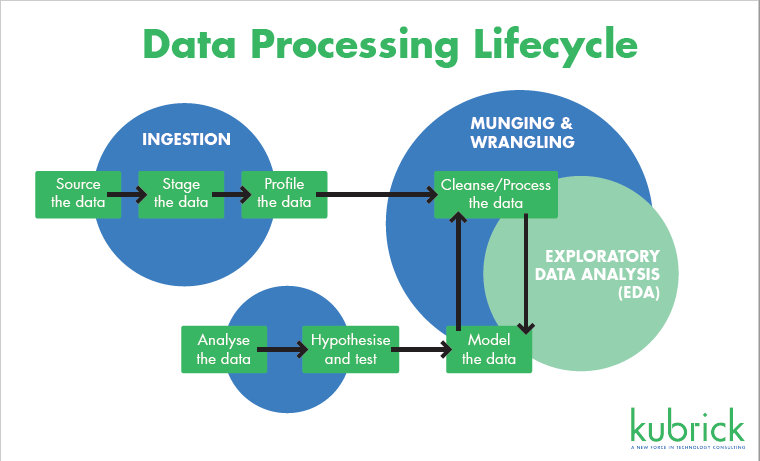 Data Processing Lifecycle
INGESTION
MUNGING &
WRANGLING
Source
the data
Stage
the data
Profile
the data
Cleanse/Process
the data
EXPLORATORY
DATA ANALYSIS
(EDA)
Analyse
the data
Hypothesise
and test
Model
the data
kubrick
A NEW FORCE IN TECHNOLOGY CONSULTING